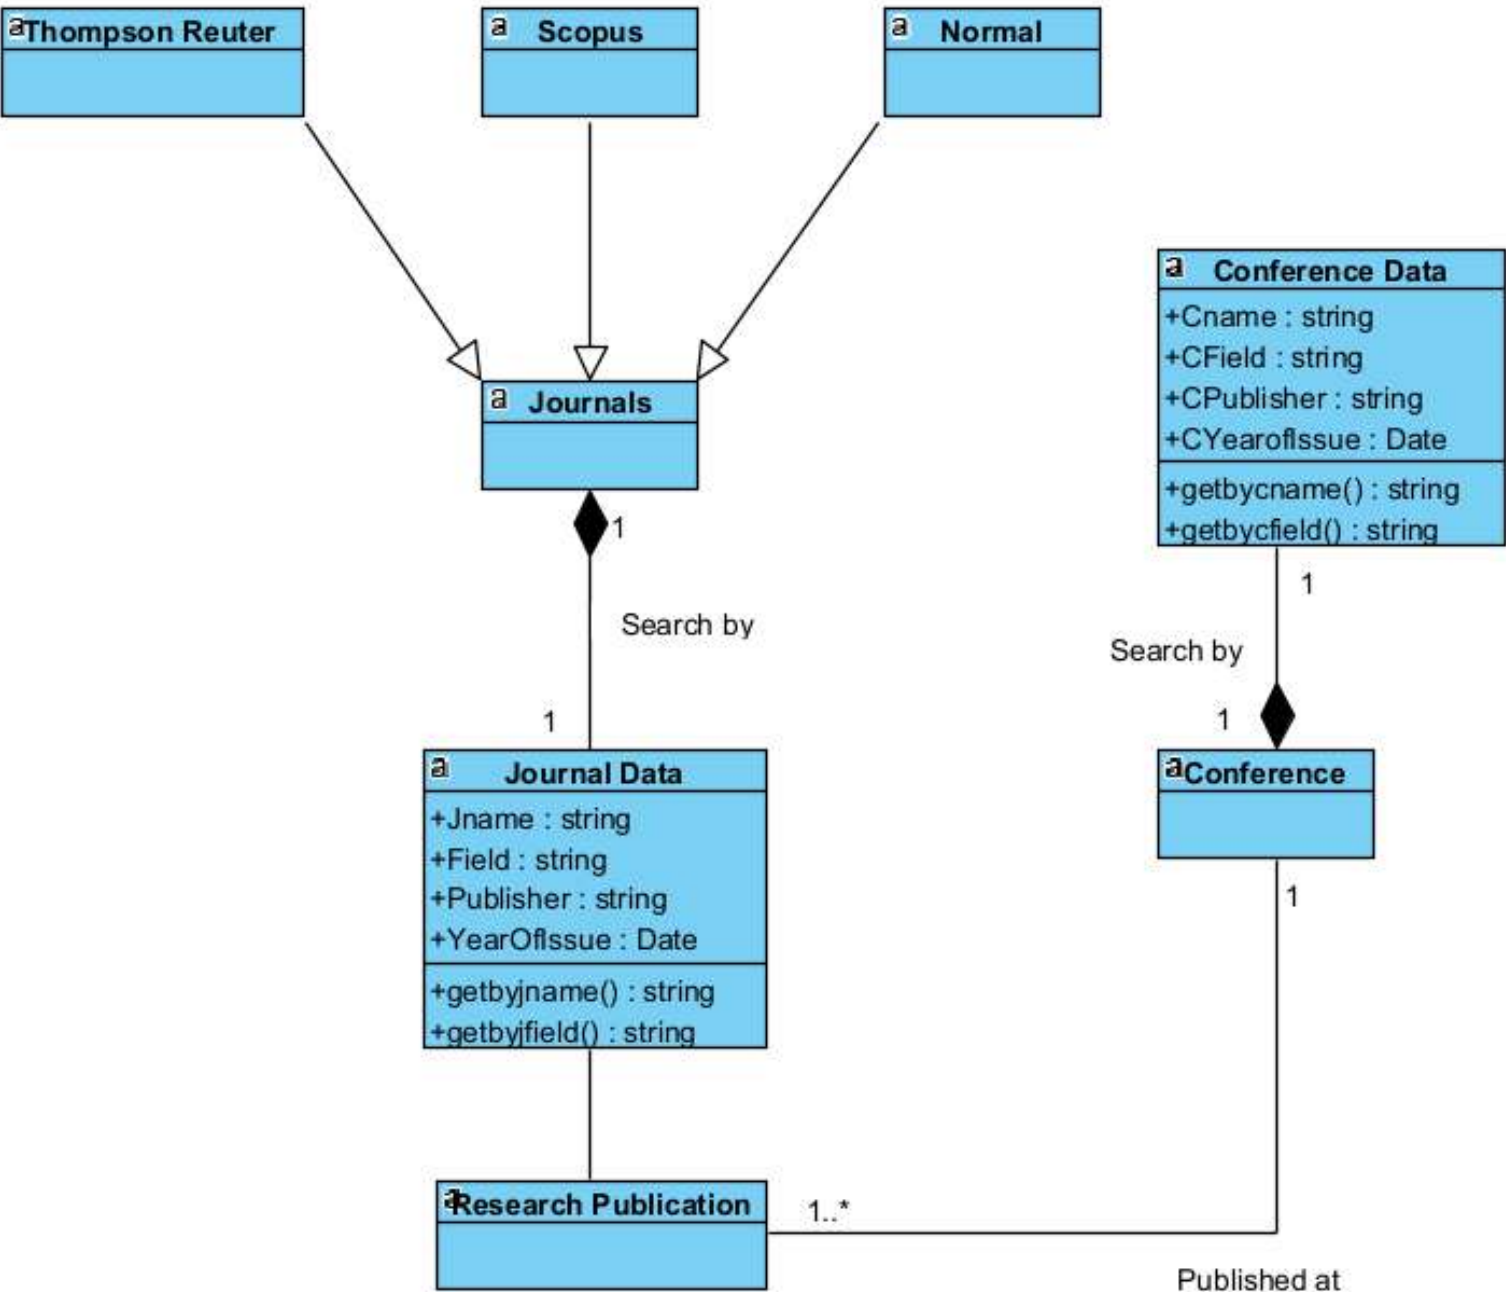 a Thompson Reuter
a Scopus
a Normal
a Conference Data
+Cname : string
+CField : string
+CPublisher : string
+CYearofIssue : Date
+getbycname() : string
+getbycfield() : string
a Journals
1
Search by
1
1
Search by
1
a Journal Data
+Jname : string
+Field : string
+Publisher : string
+YearOfIssue : Date
+getbyjname() : string
+getbyjfield() : string
a Conference
1
a Research Publication
1..*
Published at